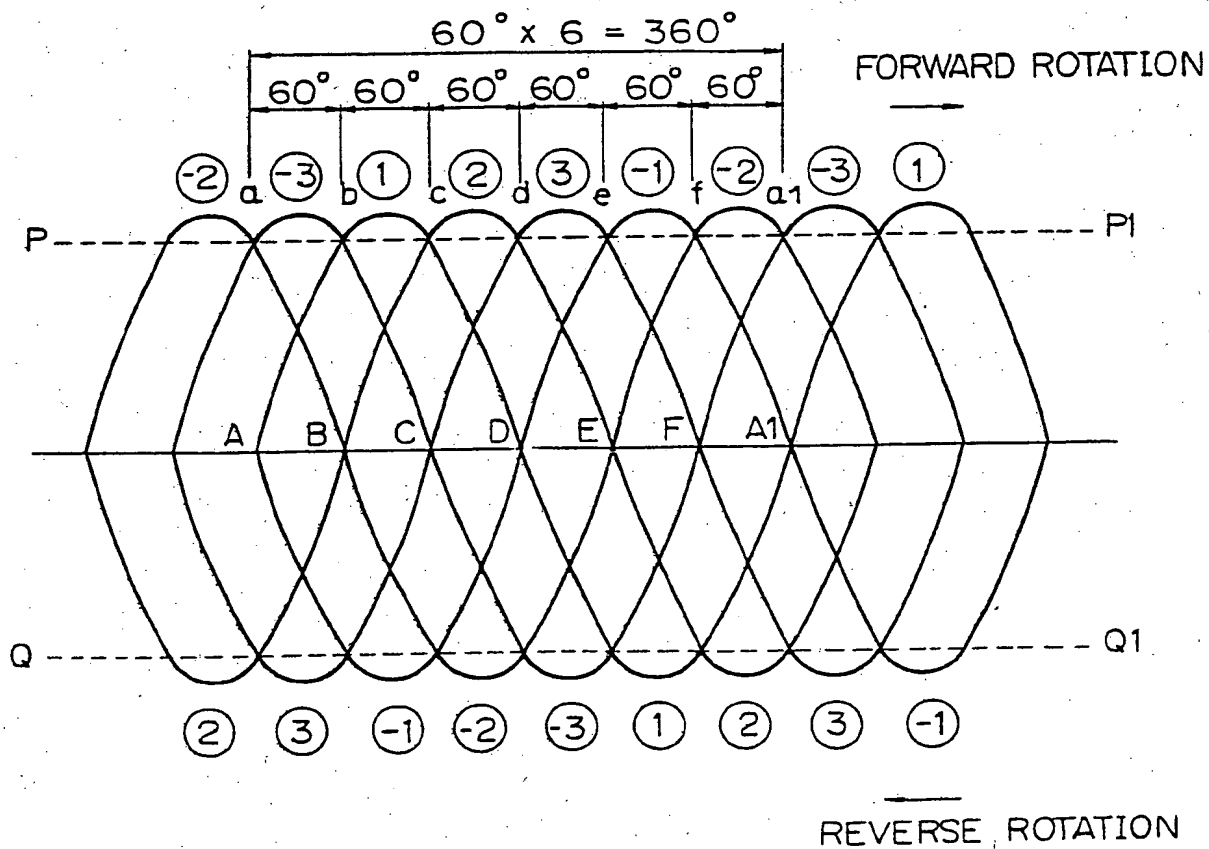 60° x 6 = 360°
FORWARD ROTATION
60° 60° 60° 60° 60° 60°
-2 -3 1 2 3 -1 -2 -3 1
a b c d e f a1
P P1
A B C D E F A1
Q Q1
2 3 -1 -2 -3 1 2 3 -1
REVERSE ROTATION